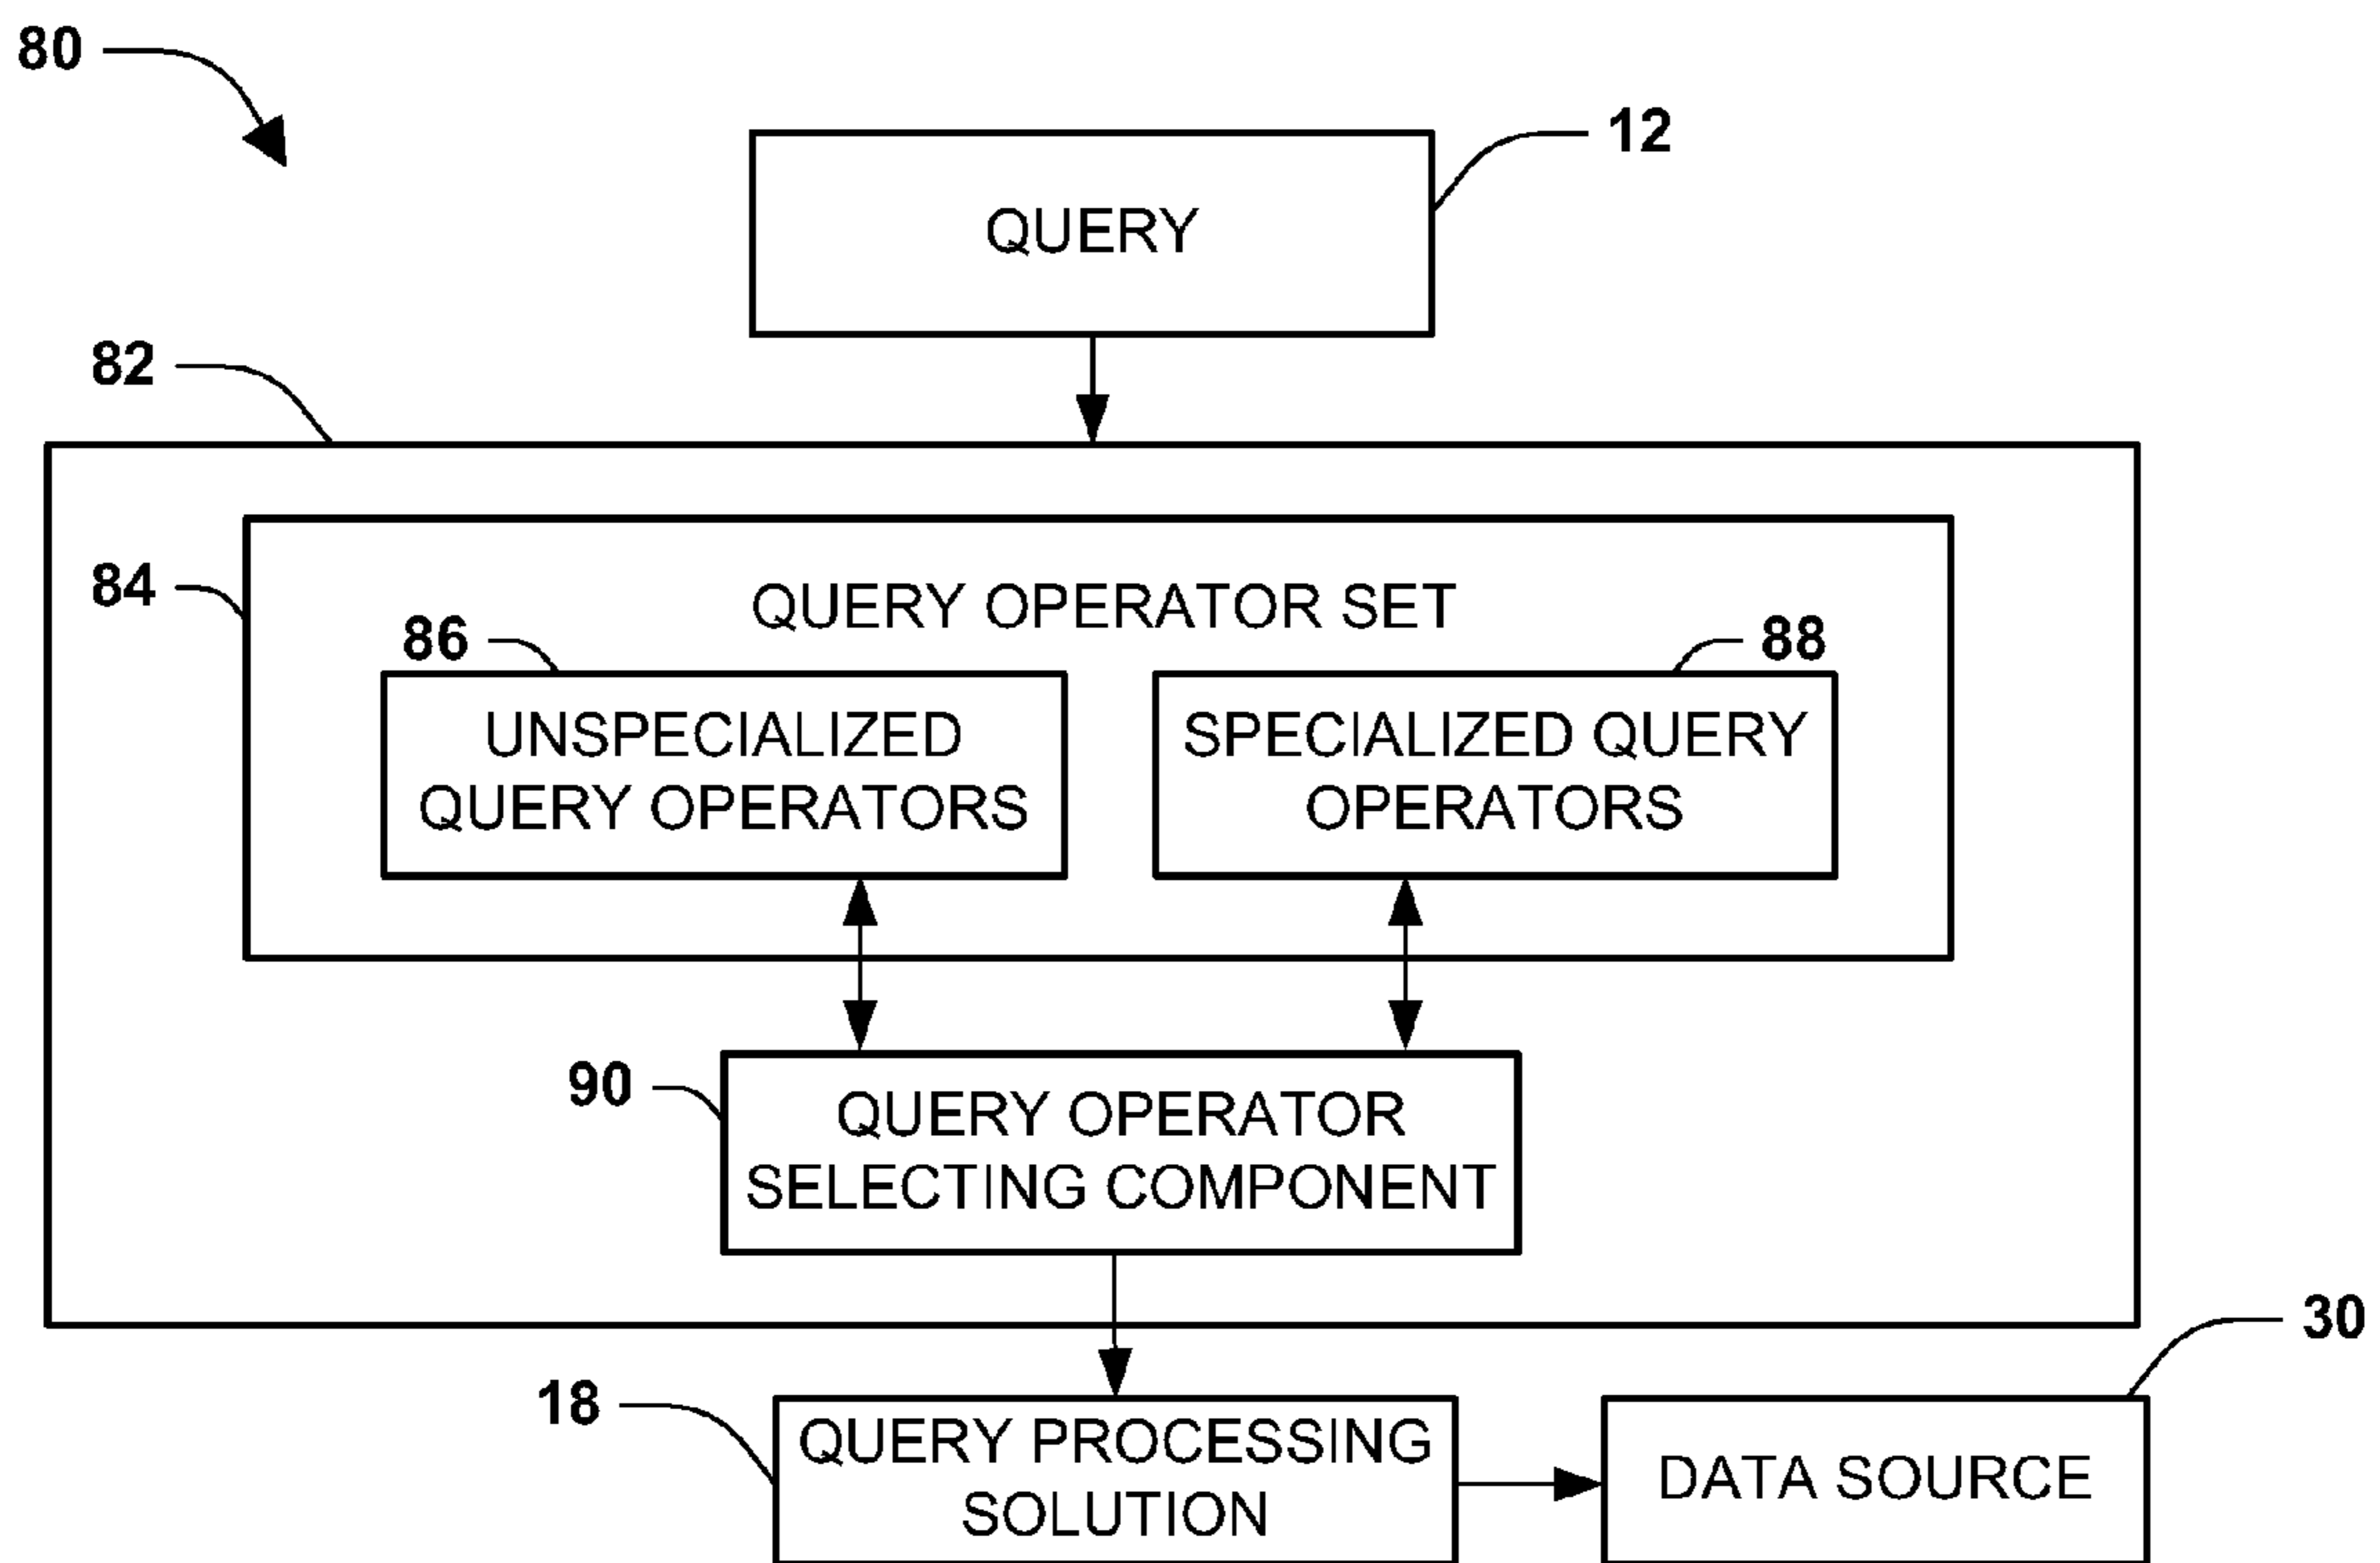 80
12
QUERY
82
84
QUERY OPERATOR SET
86
88
UNSPECIALIZED
QUERY OPERATORS
SPECIALIZED QUERY
OPERATORS
90
QUERY OPERATOR
SELECTING COMPONENT
30
18
QUERY PROCESSING
SOLUTION
DATA SOURCE